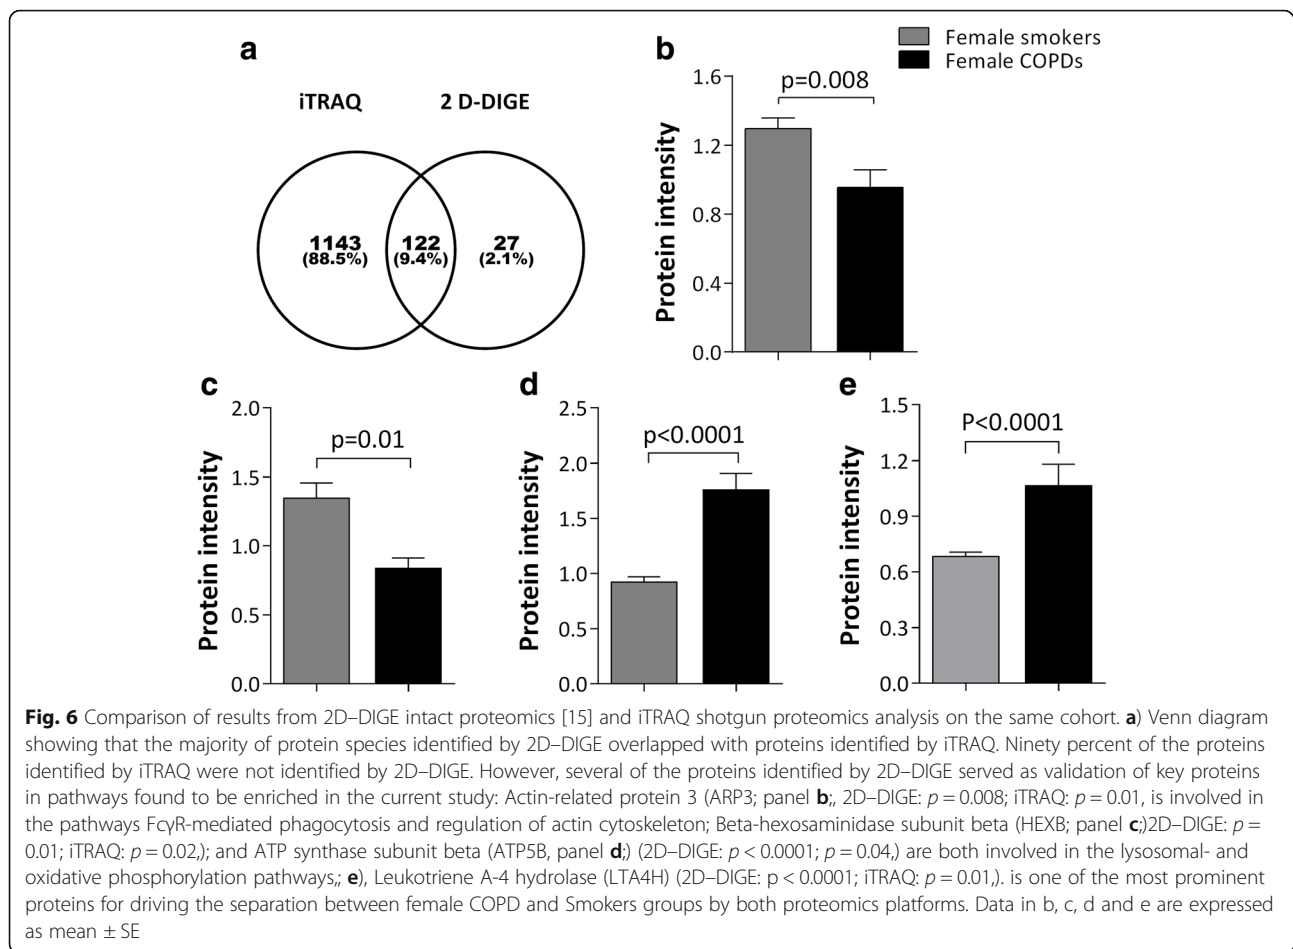 a
iTRAQ
2 D-DIGE
1143
(88.5%)
122
(9.4%)
27
(2.1%)
b
Female smokers
Female COPDs
Protein intensity
1.6
1.2
0.8
0.4
0.0
p=0.008
c
Protein intensity
2.0
1.5
1.0
0.5
0.0
p=0.01
d
Protein intensity
2.5
2.0
1.5
1.0
0.5
0.0
p<0.0001
e
Protein intensity
1.5
1.2
0.9
0.6
0.3
0.0
P<0.0001
Fig. 6 Comparison of results from 2D–DIGE intact proteomics [15] and iTRAQ shotgun proteomics analysis on the same cohort. a) Venn diagram
showing that the majority of protein species identified by 2D–DIGE overlapped with proteins identified by iTRAQ. Ninety percent of the proteins
identified by iTRAQ were not identified by 2D–DIGE. However, several of the proteins identified by 2D–DIGE served as validation of key proteins
in pathways found to be enriched in the current study: Actin-related protein 3 (ARP3; panel b;, 2D–DIGE: p = 0.008; iTRAQ: p = 0.01, is involved in
the pathways FcγR-mediated phagocytosis and regulation of actin cytoskeleton; Beta-hexosaminidase subunit beta (HEXB; panel c;)2D–DIGE: p =
0.01; iTRAQ: p = 0.02,); and ATP synthase subunit beta (ATP5B, panel d;) (2D–DIGE: p < 0.0001; p = 0.04,) are both involved in the lysosomal- and
oxidative phosphorylation pathways,; e), Leukotriene A-4 hydrolase (LTA4H) (2D–DIGE: p < 0.0001; iTRAQ: p = 0.01,). is one of the most prominent
proteins for driving the separation between female COPD and Smokers groups by both proteomics platforms. Data in b, c, d and e are expressed
as mean ± SE